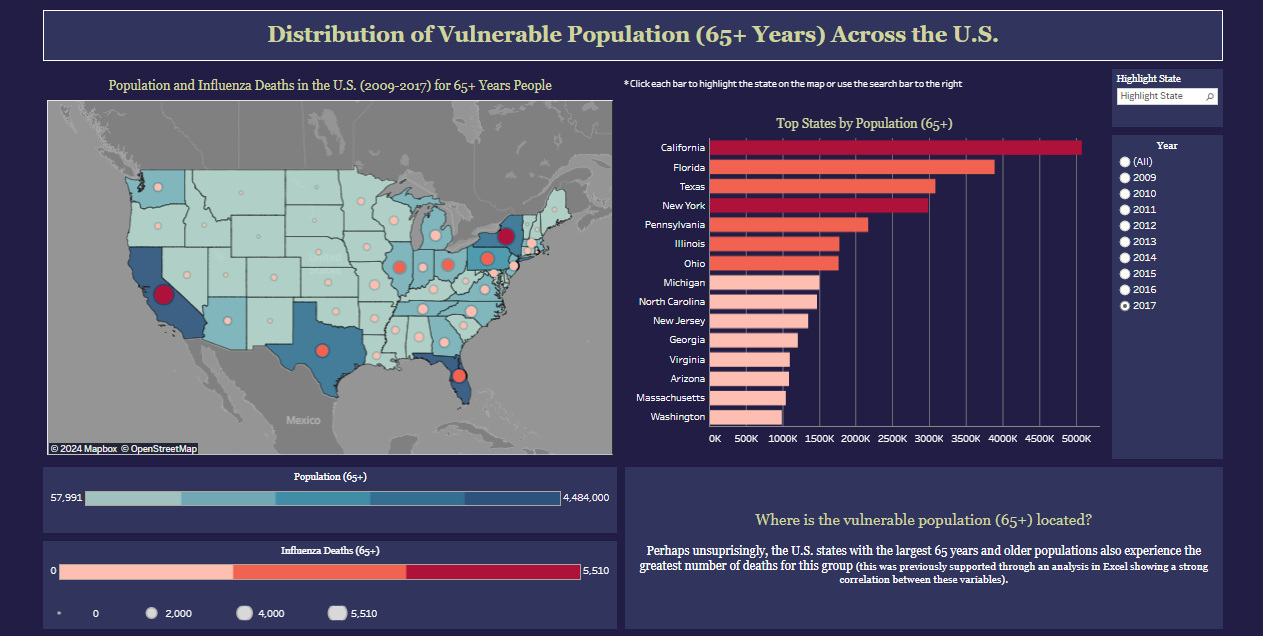 Distribution of Vulnerable Population (65+ Years) Across the U.S.
Population and Influenza Deaths in the U.S. (2009-2017) for 65+ Years People
Mexico
© 2024 Mapbox © OpenStreetMap
*Click each bar to highlight the state on the map or use the search bar to the right
Top States by Population (65+)
California
Florida
Texas
New York
Pennsylvania
Illinois
Ohio
Michigan
North Carolina
New Jersey
Georgia
Virginia
Arizona
Massachusetts
Washington
0K 500K 1000K 1500K 2000K 2500K 3000K 3500K 4000K 4500K 5000K
Highlight State
Highlight State
Year
(All)
2009
2010
2011
2012
2013
2014
2015
2016
2017
Population (65+)
57,991 4,484,000
Influenza Deaths (65+)
0 5,510
0 2,000 4,000 5,510
Where is the vulnerable population (65+) located?
Perhaps unsuprisingly, the U.S. states with the largest 65 years and older populations also experience the
greatest number of deaths for this group (this was previously supported through an analysis in Excel showing a strong
correlation between these variables).